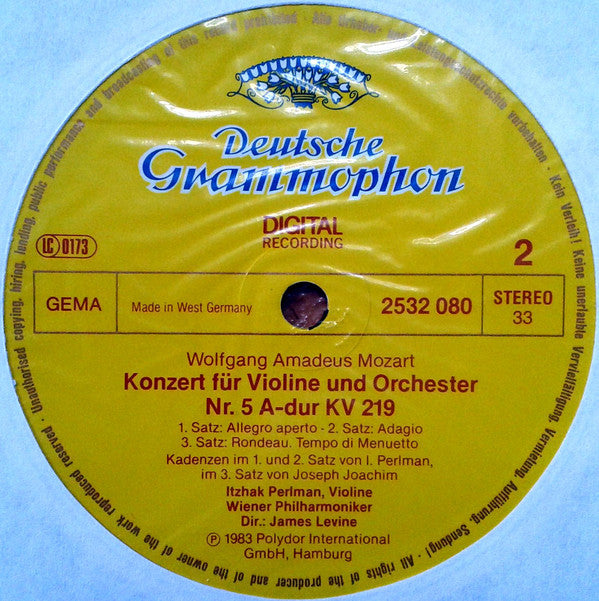 Deutsche
Grammophon
DIGITAL
RECORDING
LC 0173
2
GEMA
Made in West Germany
2532 080
STEREO
33
Wolfgang Amadeus Mozart
Konzert für Violine und Orchester
Nr. 5 A-dur KV 219
1. Satz: Allegro aperto - 2. Satz: Adagio
3. Satz: Rondeau. Tempo di Menuetto
Kadenzen im 1. und 2. Satz von I. Perlman,
im 3. Satz von Joseph Joachim
Itzhak Perlman, Violine
Wiener Philharmoniker
Dir.: James Levine
Ⓟ 1983 Polydor International
GmbH, Hamburg
Alle Urheber- und Leistungsschutzrechte vorbehalten · Kein Verleih! Keine unerlaubte Vervielfältigung, Vermietung, Aufführung, Sendung! · All rights of the producer and of the owner of the work reproduced reserved · Unauthorised copying, hiring, lending, public performance and broadcasting of this record prohibited ·